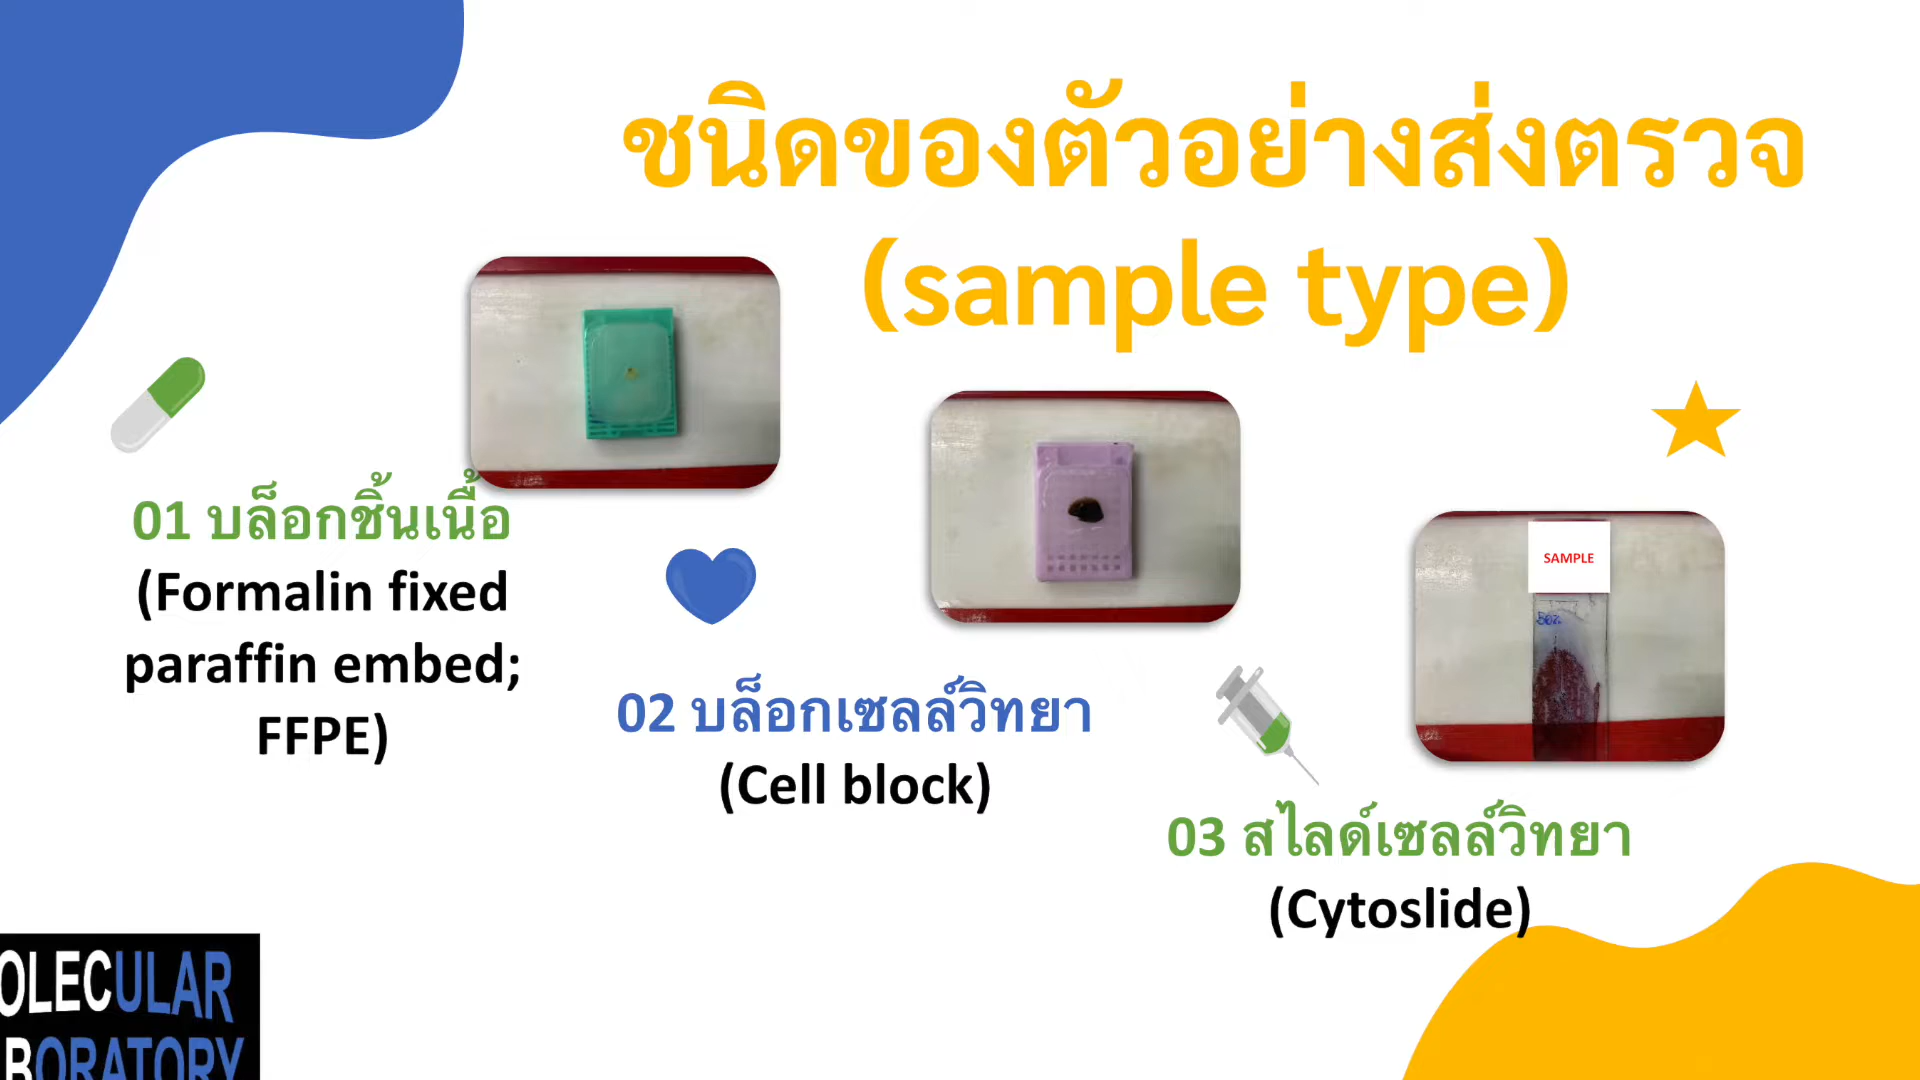 ชนิดของตัวอย่างส่งตรวจ
(sample type)
01 บล็อกชิ้นเนื้อ
(Formalin fixed
paraffin embed;
FFPE)
02 บล็อกเซลล์วิทยา
(Cell block)
SAMPLE
50%
03 สไลด์เซลล์วิทยา
(Cytoslide)
OLECULAR
BORATORY